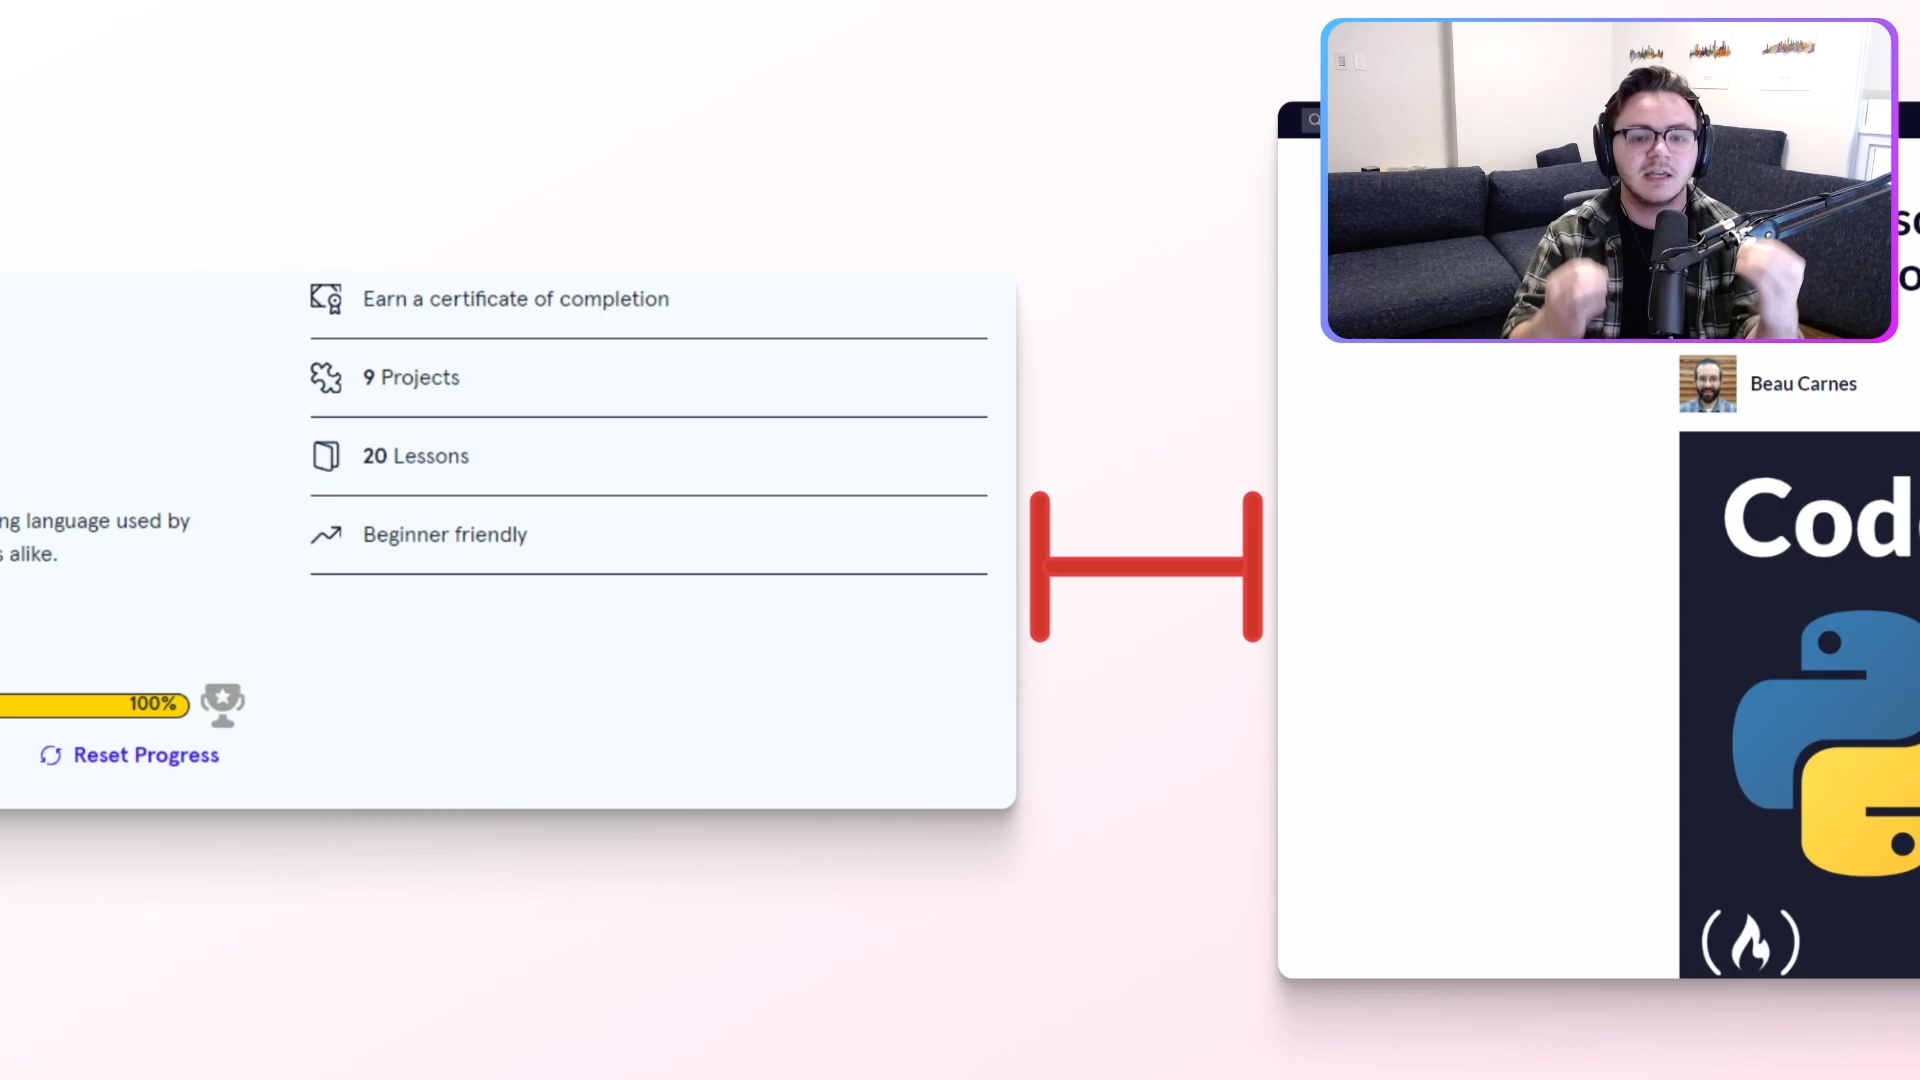 Earn a certificate of completion
9 Projects
20 Lessons
Beginner friendly
ng language used by
s alike.
100%
Reset Progress
Beau Carnes
Cod